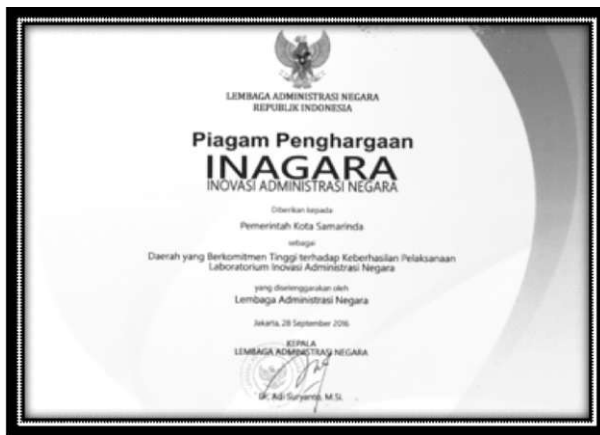 LEMBAGA ADMINISTRASI NEGARA
REPUBLIK INDONESIA
Piagam Penghargaan
INAGARA
INOVASI ADMINISTRASI NEGARA
Diberikan kepada
Pemerintah Kota Samarinda
sebagai
Daerah yang Berkomitmen Tinggi terhadap Keberhasilan Pelaksanaan
Laboratorium Inovasi Administrasi Negara
yang diselenggarakan oleh
Lembaga Administrasi Negara
Jakarta, 28 September 2016
KEPALA
LEMBAGA ADMINISTRASI NEGARA
Dr. Adi Suryanto, M.Si.